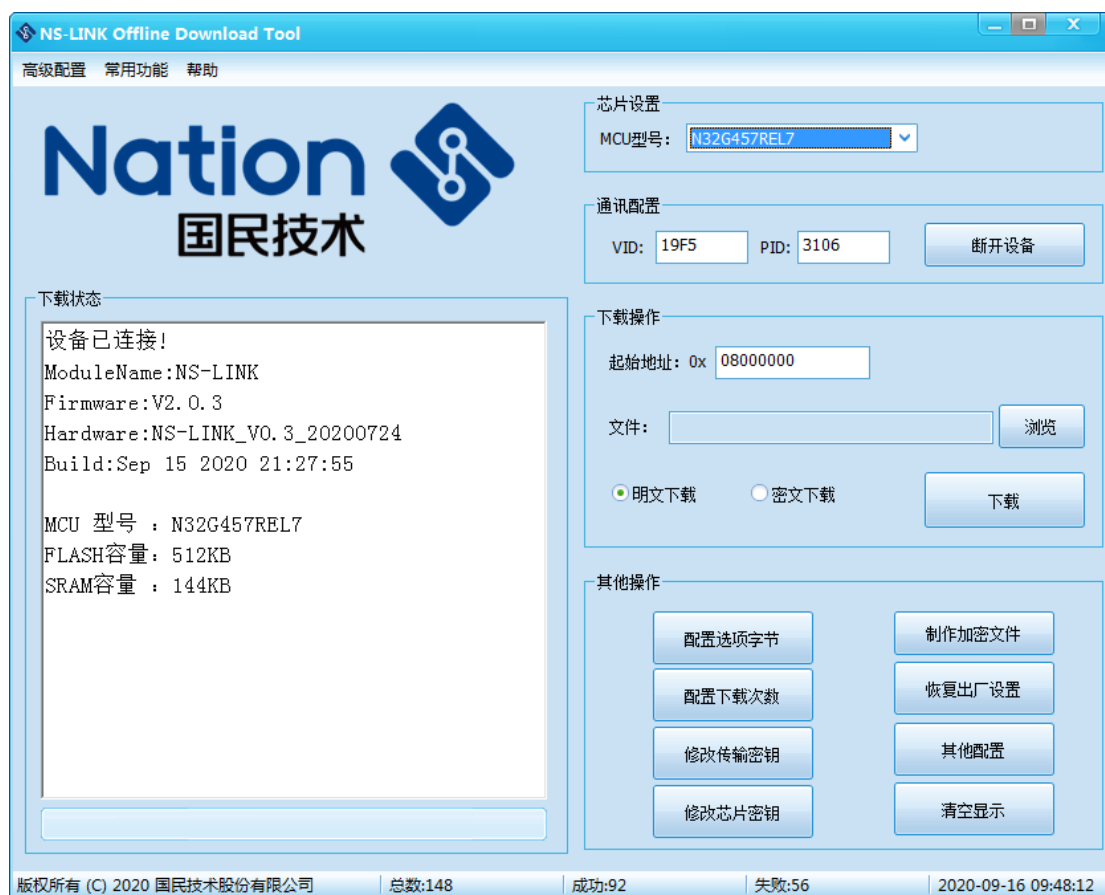 NS-LINK Offline Download Tool
高级配置 常用功能 帮助
Nation
国民技术
芯片设置
MCU型号： N32G457REL7
通讯配置
VID: 19F5 PID: 3106 断开设备
下载状态
设备已连接!
ModuleName:NS-LINK
Firmware:V2.0.3
Hardware:NS-LINK_V0.3_20200724
Build:Sep 15 2020 21:27:55
MCU 型号 ：N32G457REL7
FLASH容量：512KB
SRAM容量 ：144KB
下载操作
起始地址：0x 08000000
文件： 浏览
明文下载 密文下载 下载
其他操作
配置选项字节 制作加密文件
配置下载次数 恢复出厂设置
修改传输密钥 其他配置
修改芯片密钥 清空显示
版权所有 (C) 2020 国民技术股份有限公司 总数:148 成功:92 失败:56 2020-09-16 09:48:12